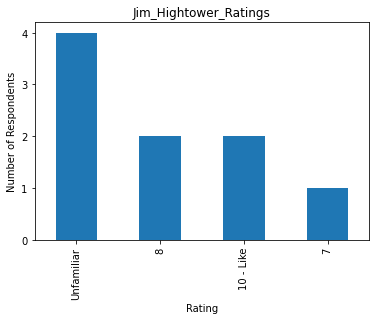 Jim_Hightower_Ratings
Number of Respondents
4
3
2
1
0
Unfamiliar
8
10 - Like
7
Rating